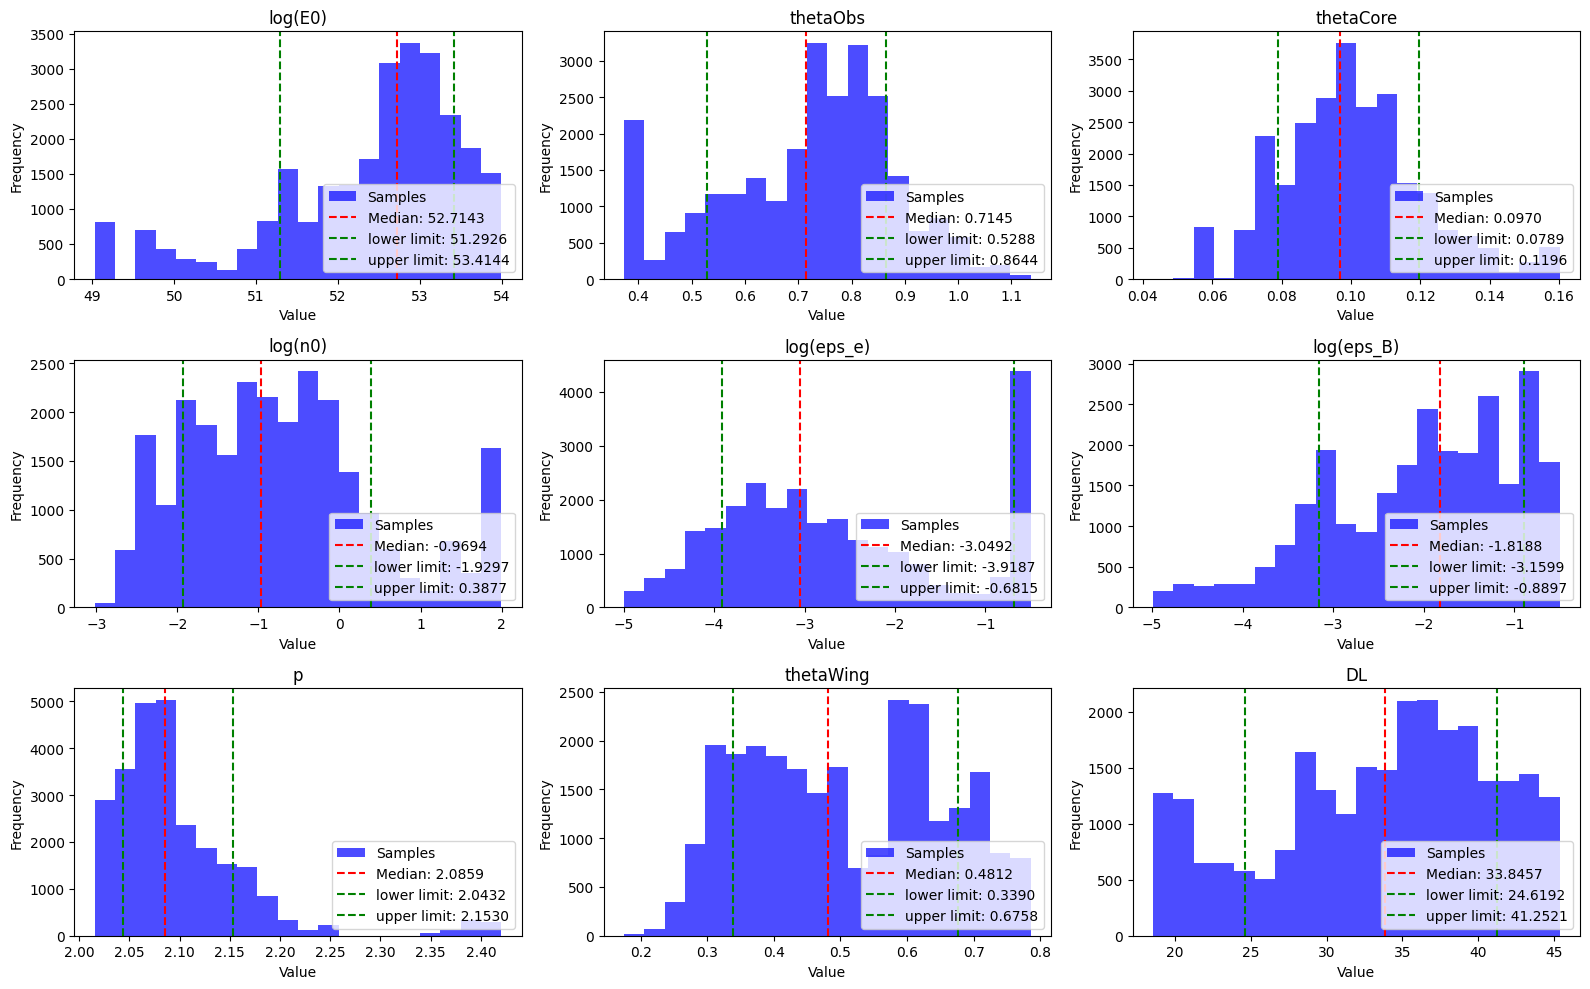 log(E0)
3500
3000
2500
2000
1500
1000
500
0
Frequency
49 50 51 52 53 54
Value
Samples
Median: 52.7143
lower limit: 51.2926
upper limit: 53.4144
thetaObs
3000
2500
2000
1500
1000
500
0
Frequency
0.4 0.5 0.6 0.7 0.8 0.9 1.0 1.1
Value
Samples
Median: 0.7145
lower limit: 0.5288
upper limit: 0.8644
thetaCore
3500
3000
2500
2000
1500
1000
500
0
Frequency
0.04 0.06 0.08 0.10 0.12 0.14 0.16
Value
Samples
Median: 0.0970
lower limit: 0.0789
upper limit: 0.1196
log(n0)
2500
2000
1500
1000
500
0
Frequency
−3 −2 −1 0 1 2
Value
Samples
Median: -0.9694
lower limit: -1.9297
upper limit: 0.3877
log(eps_e)
4000
3000
2000
1000
0
Frequency
−5 −4 −3 −2 −1
Value
Samples
Median: -3.0492
lower limit: -3.9187
upper limit: -0.6815
log(eps_B)
3000
2500
2000
1500
1000
500
0
Frequency
−5 −4 −3 −2 −1
Value
Samples
Median: -1.8188
lower limit: -3.1599
upper limit: -0.8897
p
5000
4000
3000
2000
1000
0
Frequency
2.00 2.05 2.10 2.15 2.20 2.25 2.30 2.35 2.40
Value
Samples
Median: 2.0859
lower limit: 2.0432
upper limit: 2.1530
thetaWing
2500
2000
1500
1000
500
0
Frequency
0.2 0.3 0.4 0.5 0.6 0.7 0.8
Value
Samples
Median: 0.4812
lower limit: 0.3390
upper limit: 0.6758
DL
2000
1500
1000
500
0
Frequency
20 25 30 35 40 45
Value
Samples
Median: 33.8457
lower limit: 24.6192
upper limit: 41.2521